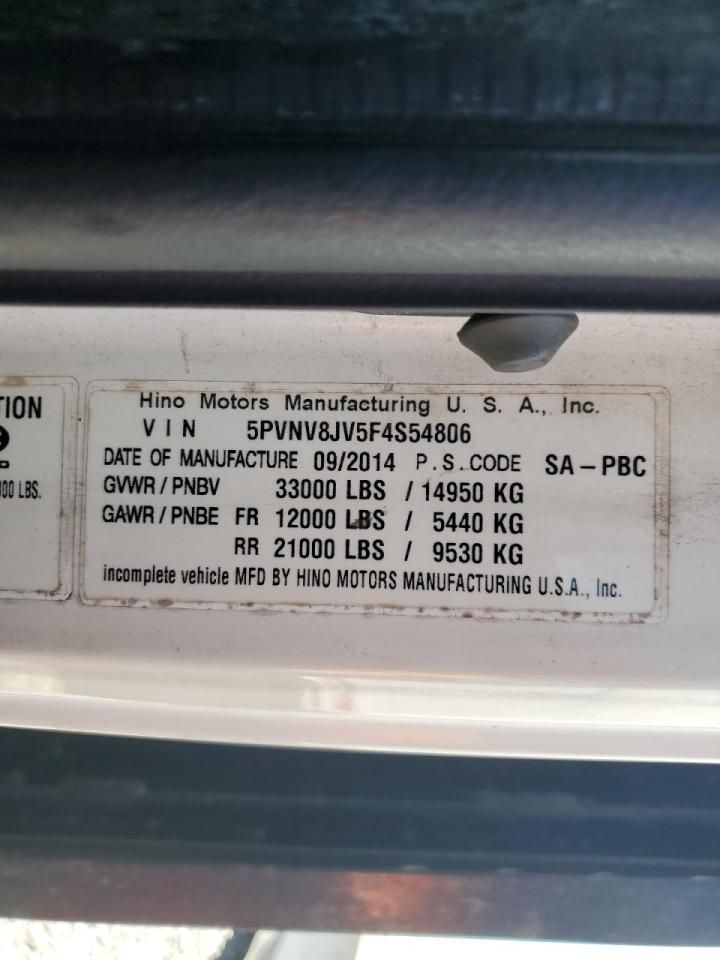 TION
000 LBS.
Hino Motors Manufacturing U. S. A., Inc.
VIN 5PVNV8JV5F4S54806
DATE OF MANUFACTURE 09/2014 P.S.CODE SA-PBC
GVWR/PNBV 33000 LBS / 14950 KG
GAWR/PNBE FR 12000 LBS / 5440 KG
RR 21000 LBS / 9530 KG
incomplete vehicle MFD BY HINO MOTORS MANUFACTURING U.S.A., Inc.